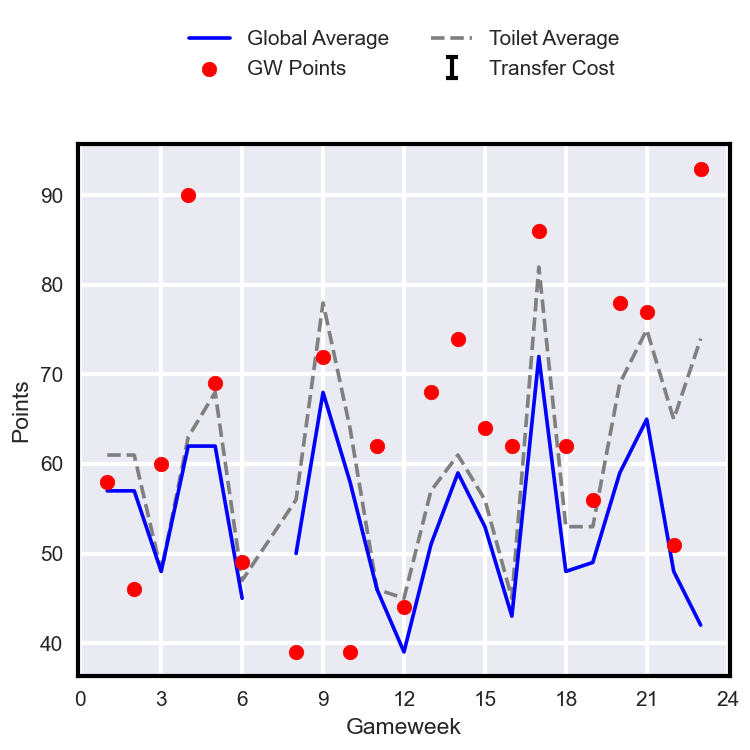 Global Average
Toilet Average
GW Points
Transfer Cost
90
80
70
60
50
40
Points
0 3 6 9 12 15 18 21 24
Gameweek